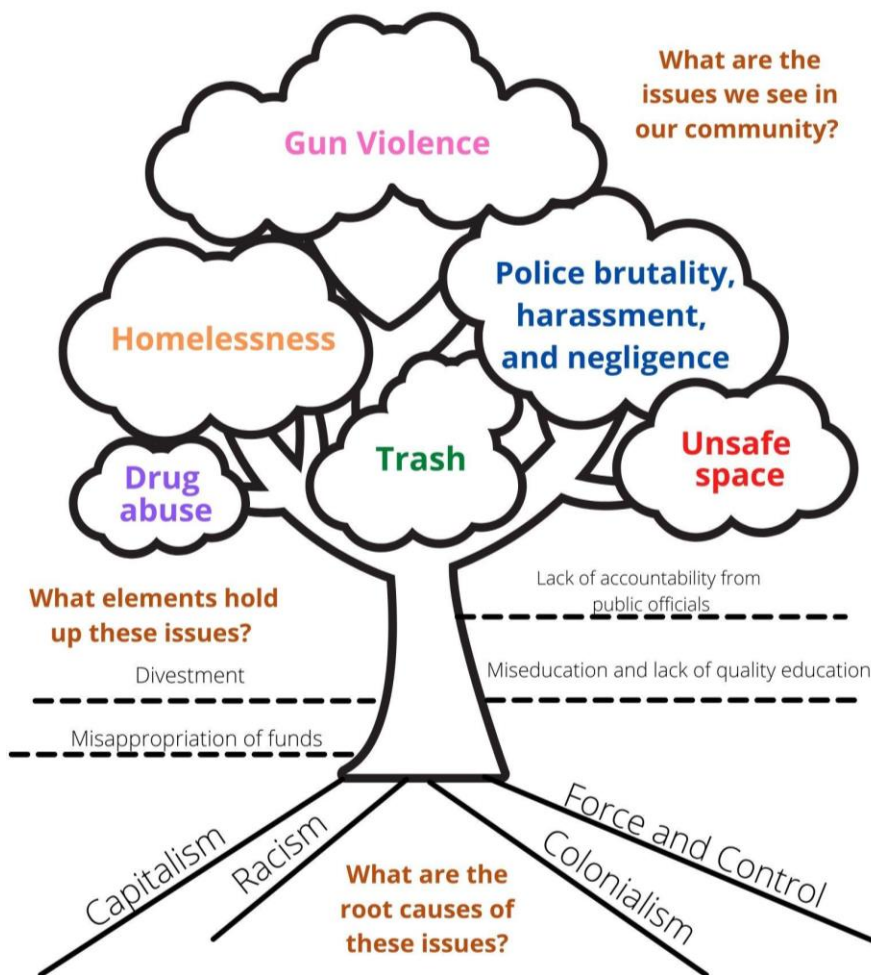 What are the
issues we see in
our community?
Gun Violence
Police brutality,
harassment,
and negligence
Homelessness
Trash
Unsafe
space
Drug
abuse
What elements hold
up these issues?
Lack of accountability from
public officials
Divestment
Miseducation and lack of quality education
Misappropriation of funds
Capitalism
Racism
What are the
root causes of
these issues?
Colonialism
Force and Control